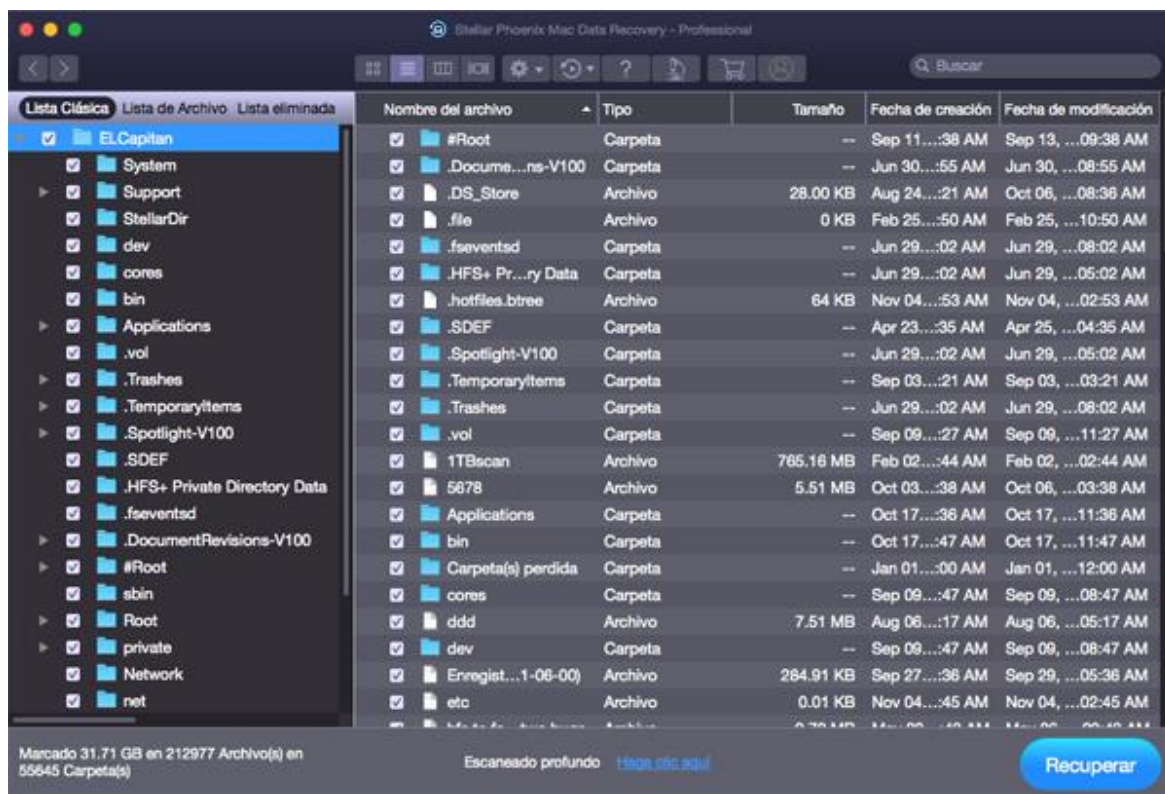 Stellar Phoenix Mac Data Recovery - Professional
Buscar
Lista Clásica Lista de Archivo Lista eliminada
ELCapitan
System
Support
StellarDir
dev
cores
bin
Applications
.vol
.Trashes
.TemporaryItems
.Spotlight-V100
.SDEF
.HFS+ Private Directory Data
.fseventsd
.DocumentRevisions-V100
#Root
sbin
Root
private
Network
net
Nombre del archivo Tipo Tamaño Fecha de creación Fecha de modificación
#Root Carpeta -- Sep 11...:38 AM Sep 13, ...09:38 AM
.Docume...ns-V100 Carpeta -- Jun 30...:55 AM Jun 30, ...08:55 AM
.DS_Store Archivo 28.00 KB Aug 24...:21 AM Oct 06, ...08:36 AM
.file Archivo 0 KB Feb 25...:50 AM Feb 25, ...10:50 AM
.fseventsd Carpeta -- Jun 29...:02 AM Jun 29, ...08:02 AM
.HFS+ Pr...ry Data Carpeta -- Jun 29...:02 AM Jun 29, ...05:02 AM
.hotfiles.btree Archivo 64 KB Nov 04...:53 AM Nov 04, ...02:53 AM
.SDEF Carpeta -- Apr 23...:35 AM Apr 25, ...04:35 AM
.Spotlight-V100 Carpeta -- Jun 29...:02 AM Jun 29, ...05:02 AM
.TemporaryItems Carpeta -- Sep 03...:21 AM Sep 03, ...03:21 AM
.Trashes Carpeta -- Jun 29...:02 AM Jun 29, ...08:02 AM
.vol Carpeta -- Sep 09...:27 AM Sep 09, ...11:27 AM
1TBscan Archivo 765.16 MB Feb 02...:44 AM Feb 02, ...02:44 AM
5678 Archivo 5.51 MB Oct 03...:38 AM Oct 06, ...03:38 AM
Applications Carpeta -- Oct 17...:36 AM Oct 17, ...11:36 AM
bin Carpeta -- Oct 17...:47 AM Oct 17, ...11:47 AM
Carpeta(s) perdida Carpeta -- Jan 01...:00 AM Jan 01, ...12:00 AM
cores Carpeta -- Sep 09...:47 AM Sep 09, ...08:47 AM
ddd Archivo 7.51 MB Aug 06...:17 AM Aug 06, ...05:17 AM
dev Carpeta -- Sep 09...:47 AM Sep 09, ...08:47 AM
Enregist...1-06-00) Archivo 284.91 KB Sep 27...:36 AM Sep 29, ...05:36 AM
etc Archivo 0.01 KB Nov 04...:45 AM Nov 04, ...02:45 AM
Marcado 31.71 GB en 212977 Archivo(s) en
55645 Carpeta(s)
Escaneado profundo Haga clic aquí
Recuperar